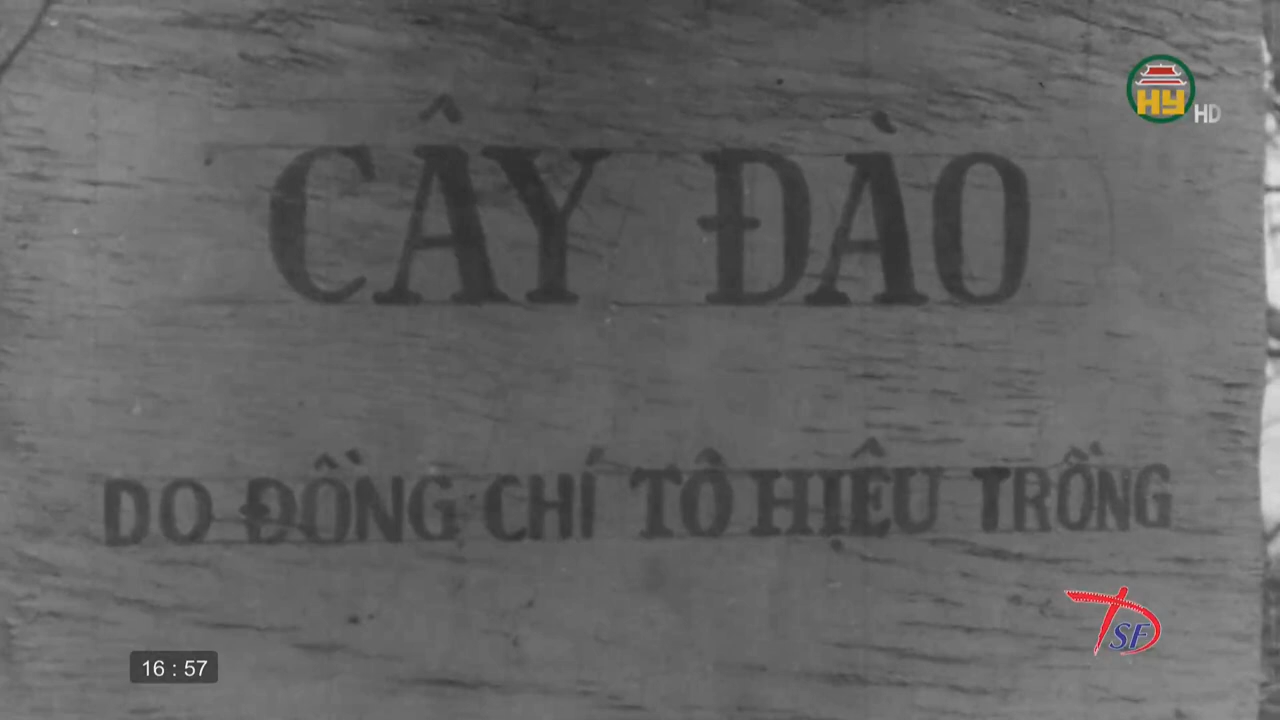 HY HD
CÂY ĐÀO
DO ĐỒNG CHÍ TÔ HIỆU TRỒNG
TSF
16 : 57